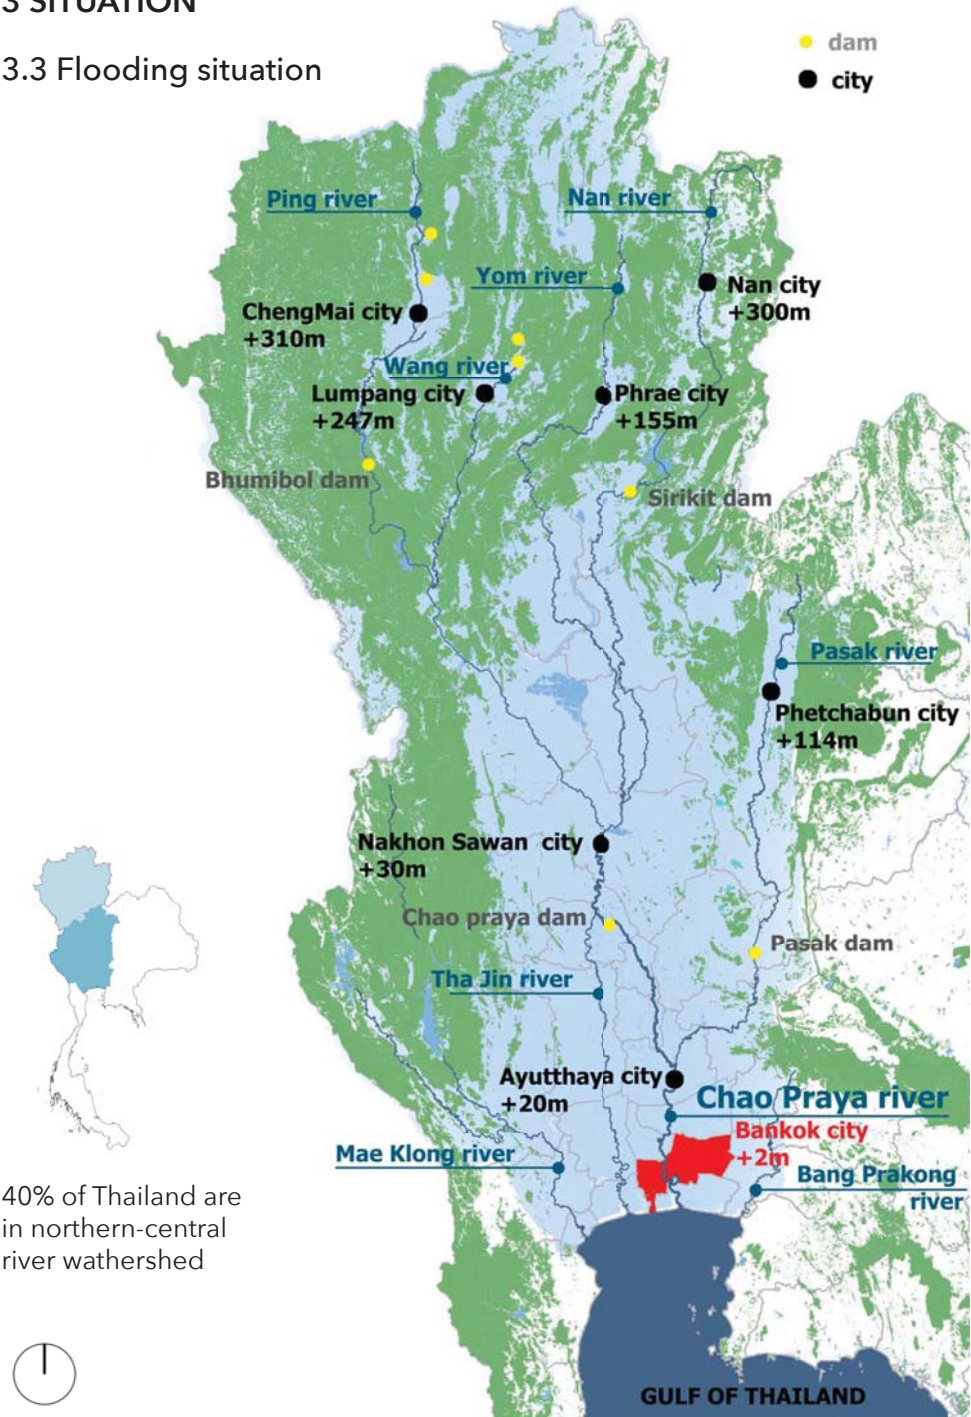 3 SITUATION
3.3 Flooding situation
dam
city
Ping river
Nan river
Yom river
Nan city
+300m
ChengMai city
+310m
Wang river
Lumpang city
+247m
Phrae city
+155m
Bhumibol dam
Sirikit dam
Pasak river
Phetchabun city
+114m
Nakhon Sawan city
+30m
Chao praya dam
Pasak dam
Tha Jin river
Ayutthaya city
+20m
Chao Praya river
Bankok city
+2m
Mae Klong river
Bang Prakong
river
40% of Thailand are
in northern-central
river wathershed
GULF OF THAILAND